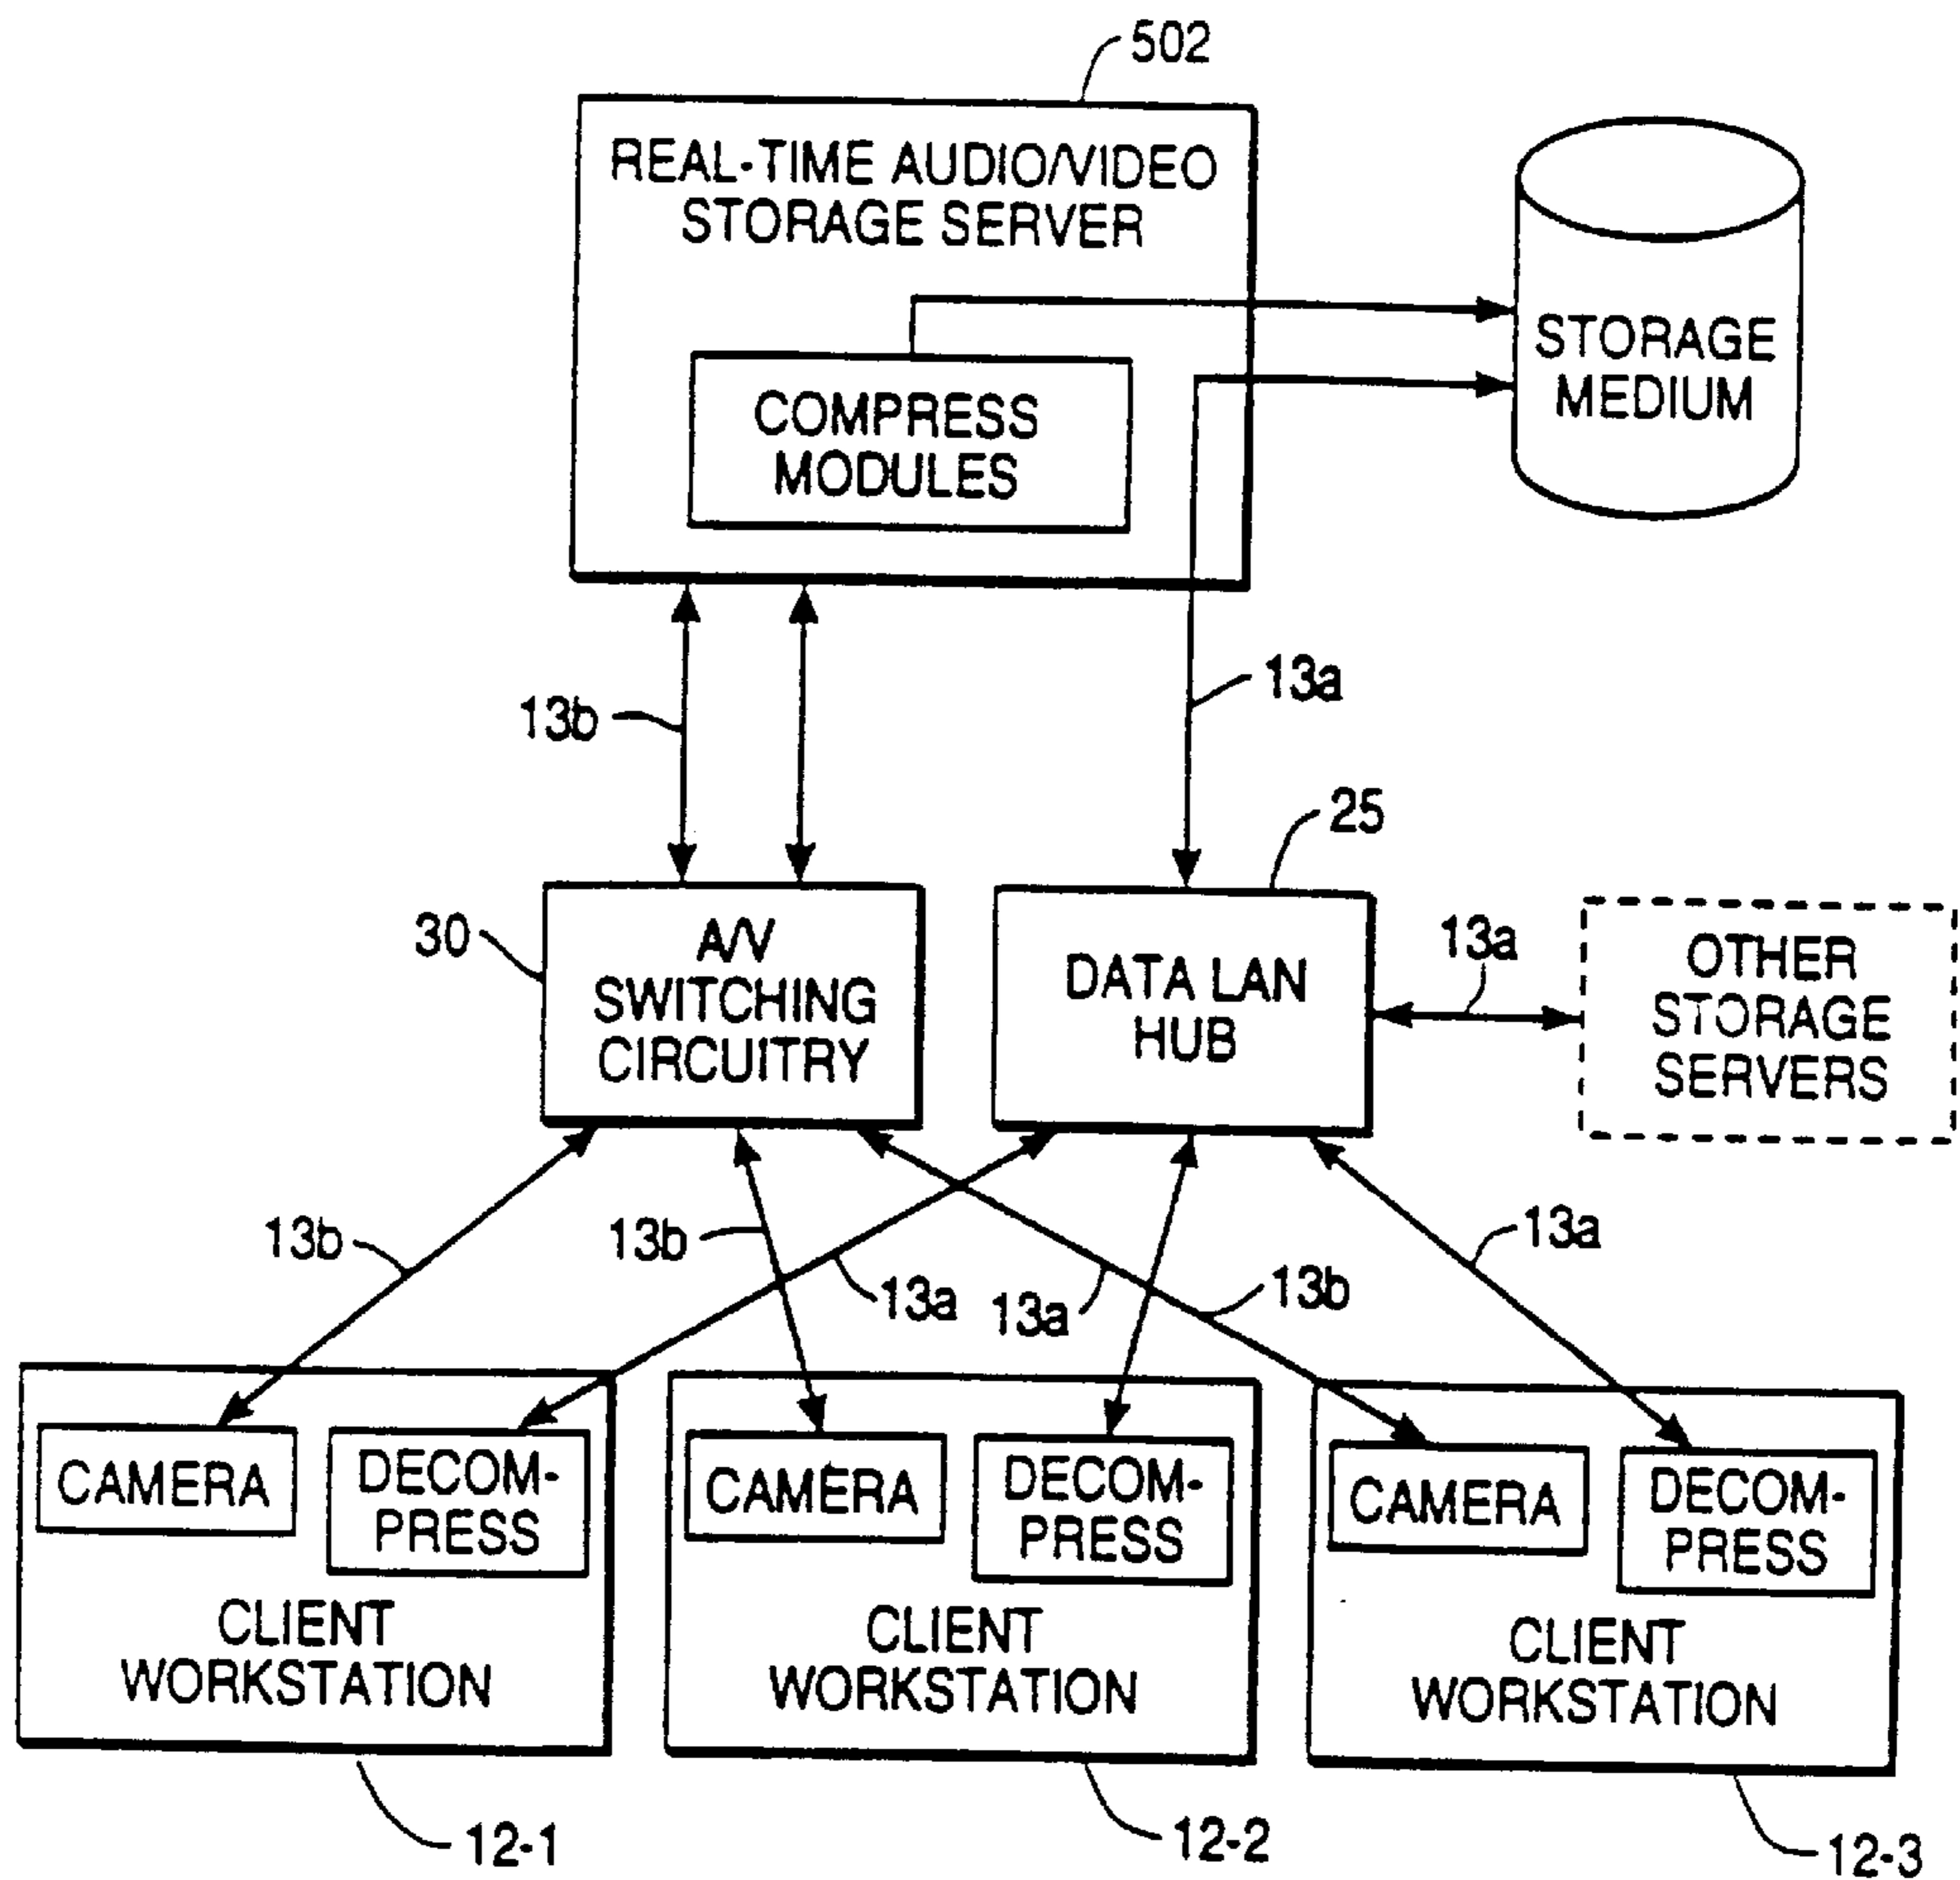 502
REAL-TIME AUDIO/VIDEO
STORAGE SERVER
COMPRESS
MODULES
STORAGE
MEDIUM
13b
13a
25
30
A/V
SWITCHING
CIRCUITRY
DATA LAN
HUB
13a
OTHER
STORAGE
SERVERS
13b
13b
13a
13a
13b
13a
CAMERA
DECOM-
PRESS
CLIENT
WORKSTATION
CAMERA
DECOM-
PRESS
CLIENT
WORKSTATION
CAMERA
DECOM-
PRESS
CLIENT
WORKSTATION
12-1
12-2
12-3